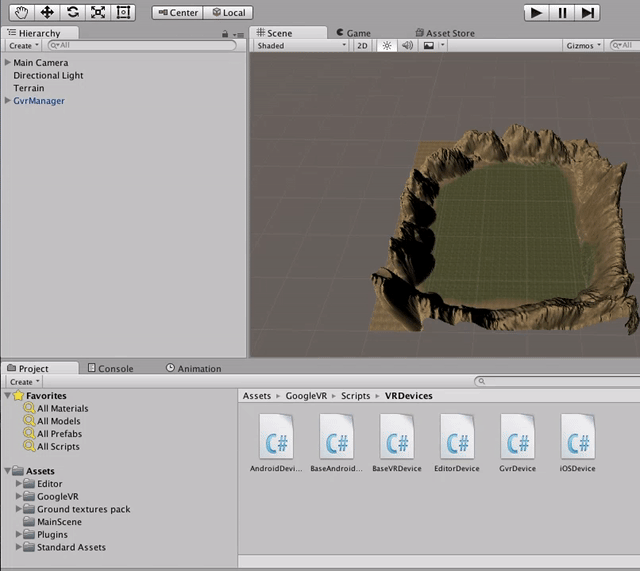 Center Local
Hierarchy
Create All
Main Camera
Directional Light
Terrain
GvrManager
Scene Game Asset Store
Shaded 2D Gizmos All
Project Console Animation
Create
Favorites
All Materials
All Models
All Prefabs
All Scripts
Assets
Editor
GoogleVR
Ground textures pack
MainScene
Plugins
Standard Assets
Assets GoogleVR Scripts VRDevices
C# C# C# C# C# C#
AndroidDevi... BaseAndroid... BaseVRDevice EditorDevice GvrDevice iOSDevice